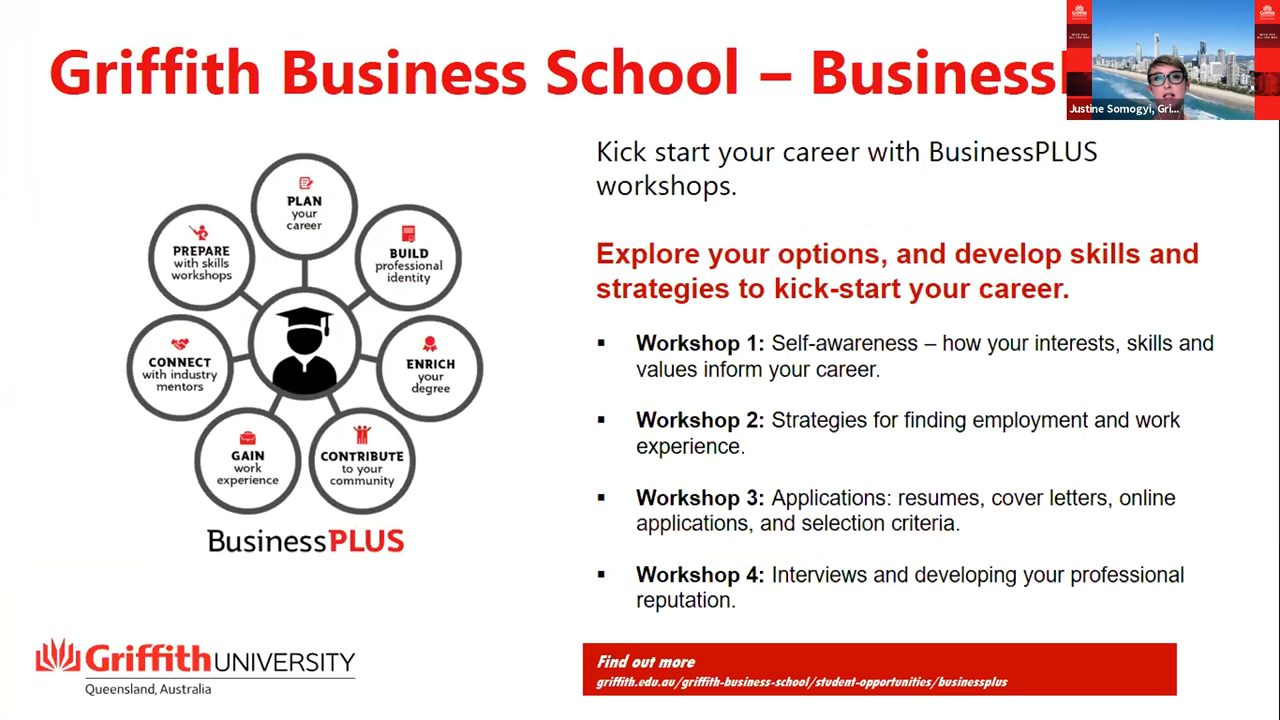 Griffith Business School – Business
Justine Somogyi, Gri...
Kick start your career with BusinessPLUS
workshops.
Explore your options, and develop skills and
strategies to kick-start your career.
▪ Workshop 1: Self-awareness – how your interests, skills and
values inform your career.
▪ Workshop 2: Strategies for finding employment and work
experience.
▪ Workshop 3: Applications: resumes, cover letters, online
applications, and selection criteria.
▪ Workshop 4: Interviews and developing your professional
reputation.
PLAN
your
career
BUILD
professional
identity
ENRICH
your
degree
CONTRIBUTE
to your
community
GAIN
work
experience
CONNECT
with industry
mentors
PREPARE
with skills
workshops
BusinessPLUS
Griffith UNIVERSITY
Queensland, Australia
Find out more
griffith.edu.au/griffith-business-school/student-opportunities/businessplus